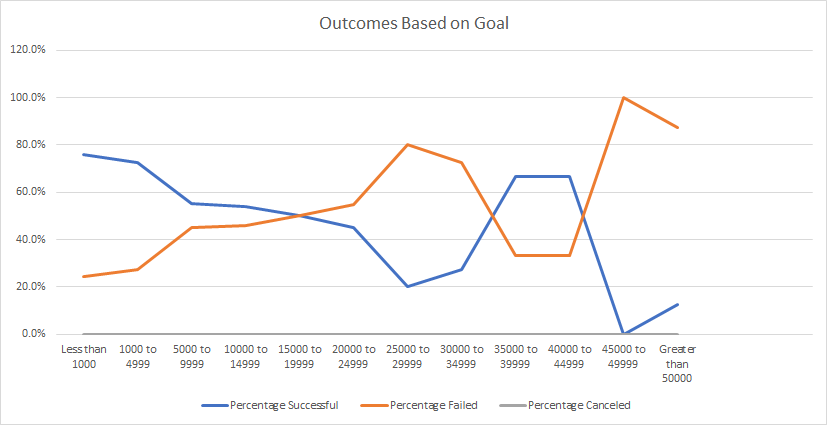 Outcomes Based on Goal
120.0%
100.0%
80.0%
60.0%
40.0%
20.0%
0.0%
Less than 1000 to 5000 to 10000 to 15000 to 20000 to 25000 to 30000 to 35000 to 40000 to 45000 to Greater
1000 4999 9999 14999 19999 24999 29999 34999 39999 44999 49999 than
50000
Percentage Successful Percentage Failed Percentage Canceled